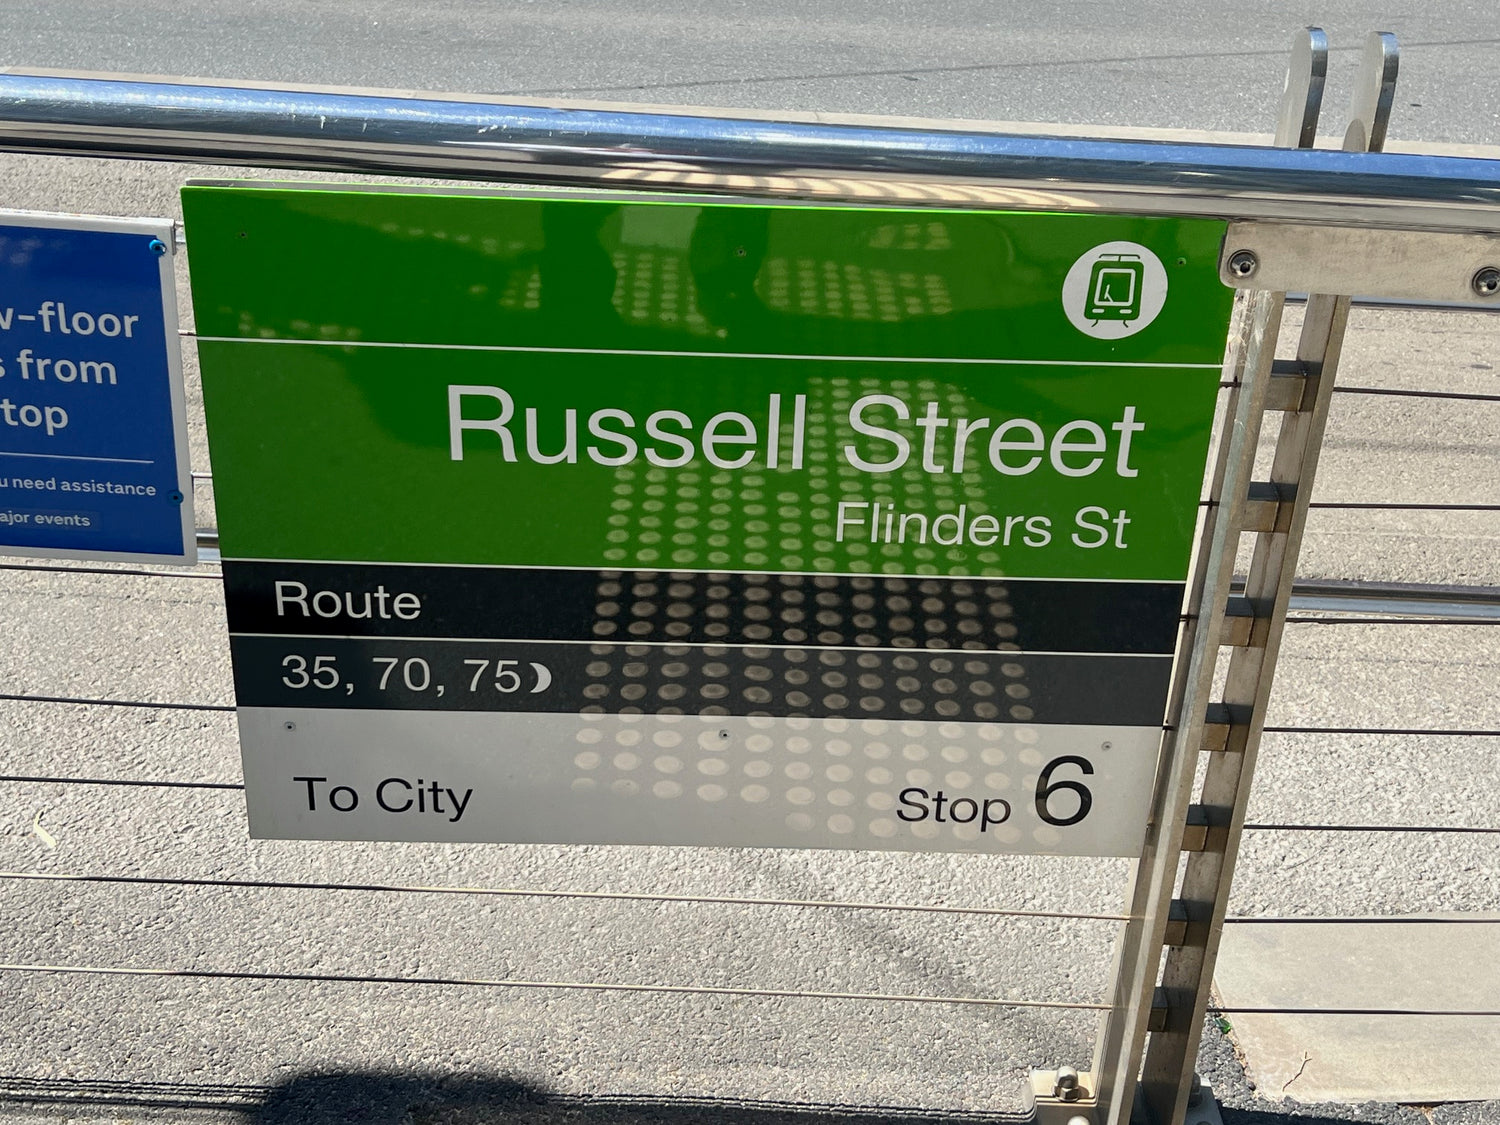 w-floor
s from
top
u need assistance
ajor events
Russell Street
Flinders St
Route
35, 70, 75
To City
Stop 6